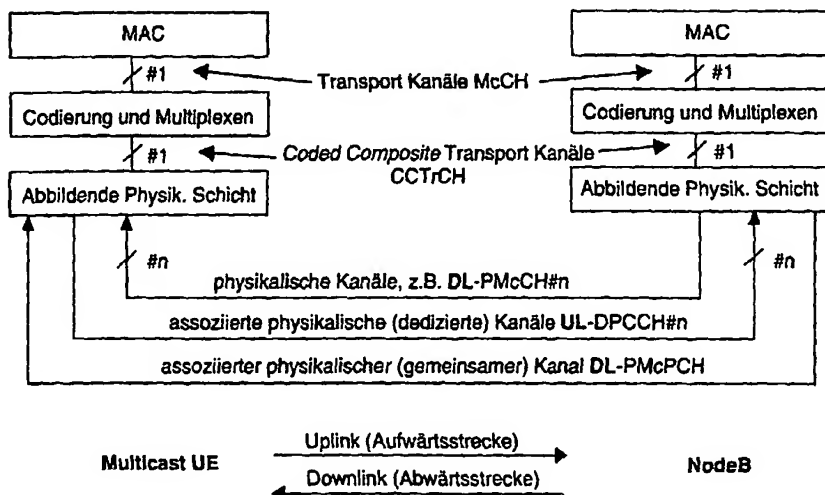 MAC
MAC
#1
Transport Kanäle McCH
#1
Codierung und Multiplexen
Codierung und Multiplexen
#1
Coded Composite Transport Kanäle
CCTrCH
#1
Abbildende Physik. Schicht
Abbildende Physik. Schicht
#n
#n
physikalische Kanäle, z.B. DL-PMcCH#n
assoziierte physikalische (dedizierte) Kanäle UL-DPCCH#n
assoziierter physikalischer (gemeinsamer) Kanal DL-PMcPCH
Uplink (Aufwärtsstrecke)
Multicast UE
NodeB
Downlink (Abwärtsstrecke)